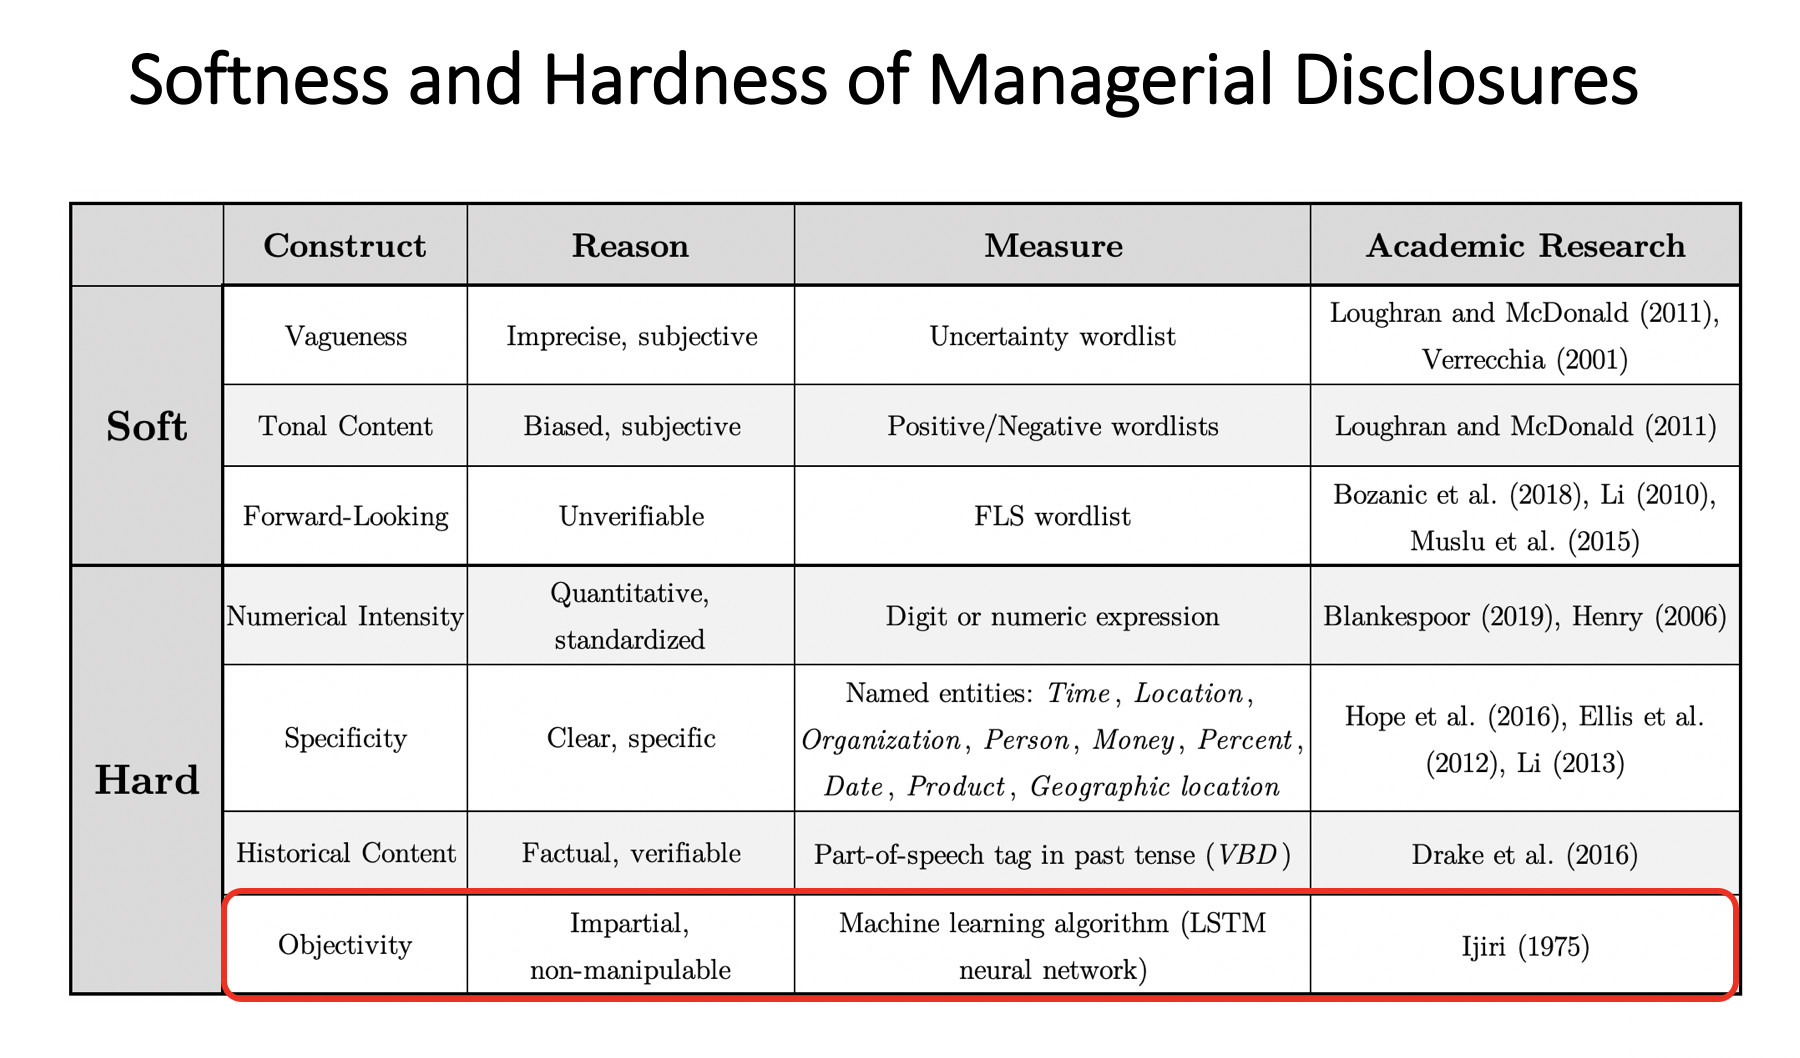 Softness and Hardness of Managerial Disclosures
Construct Reason Measure Academic Research
Soft
Vagueness Imprecise, subjective Uncertainty wordlist Loughran and McDonald (2011),
Verrecchia (2001)
Tonal Content Biased, subjective Positive/Negative wordlists Loughran and McDonald (2011)
Forward-Looking Unverifiable FLS wordlist Bozanic et al. (2018), Li (2010),
Muslu et al. (2015)
Hard
Numerical Intensity Quantitative,
standardized Digit or numeric expression Blankespoor (2019), Henry (2006)
Specificity Clear, specific Named entities: Time, Location,
Organization, Person, Money, Percent,
Date, Product, Geographic location Hope et al. (2016), Ellis et al.
(2012), Li (2013)
Historical Content Factual, verifiable Part-of-speech tag in past tense (VBD) Drake et al. (2016)
Objectivity Impartial,
non-manipulable Machine learning algorithm (LSTM
neural network) Ijiri (1975)